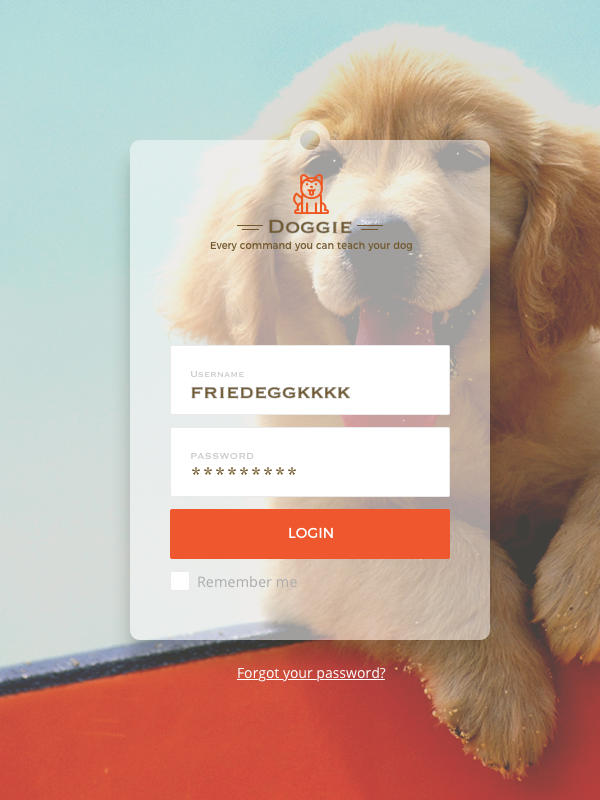 DOGGIE
Every command you can teach your dog
USERNAME
FRIEDEGGKKKK
PASSWORD
*********
LOGIN
Remember me
Forgot your password?